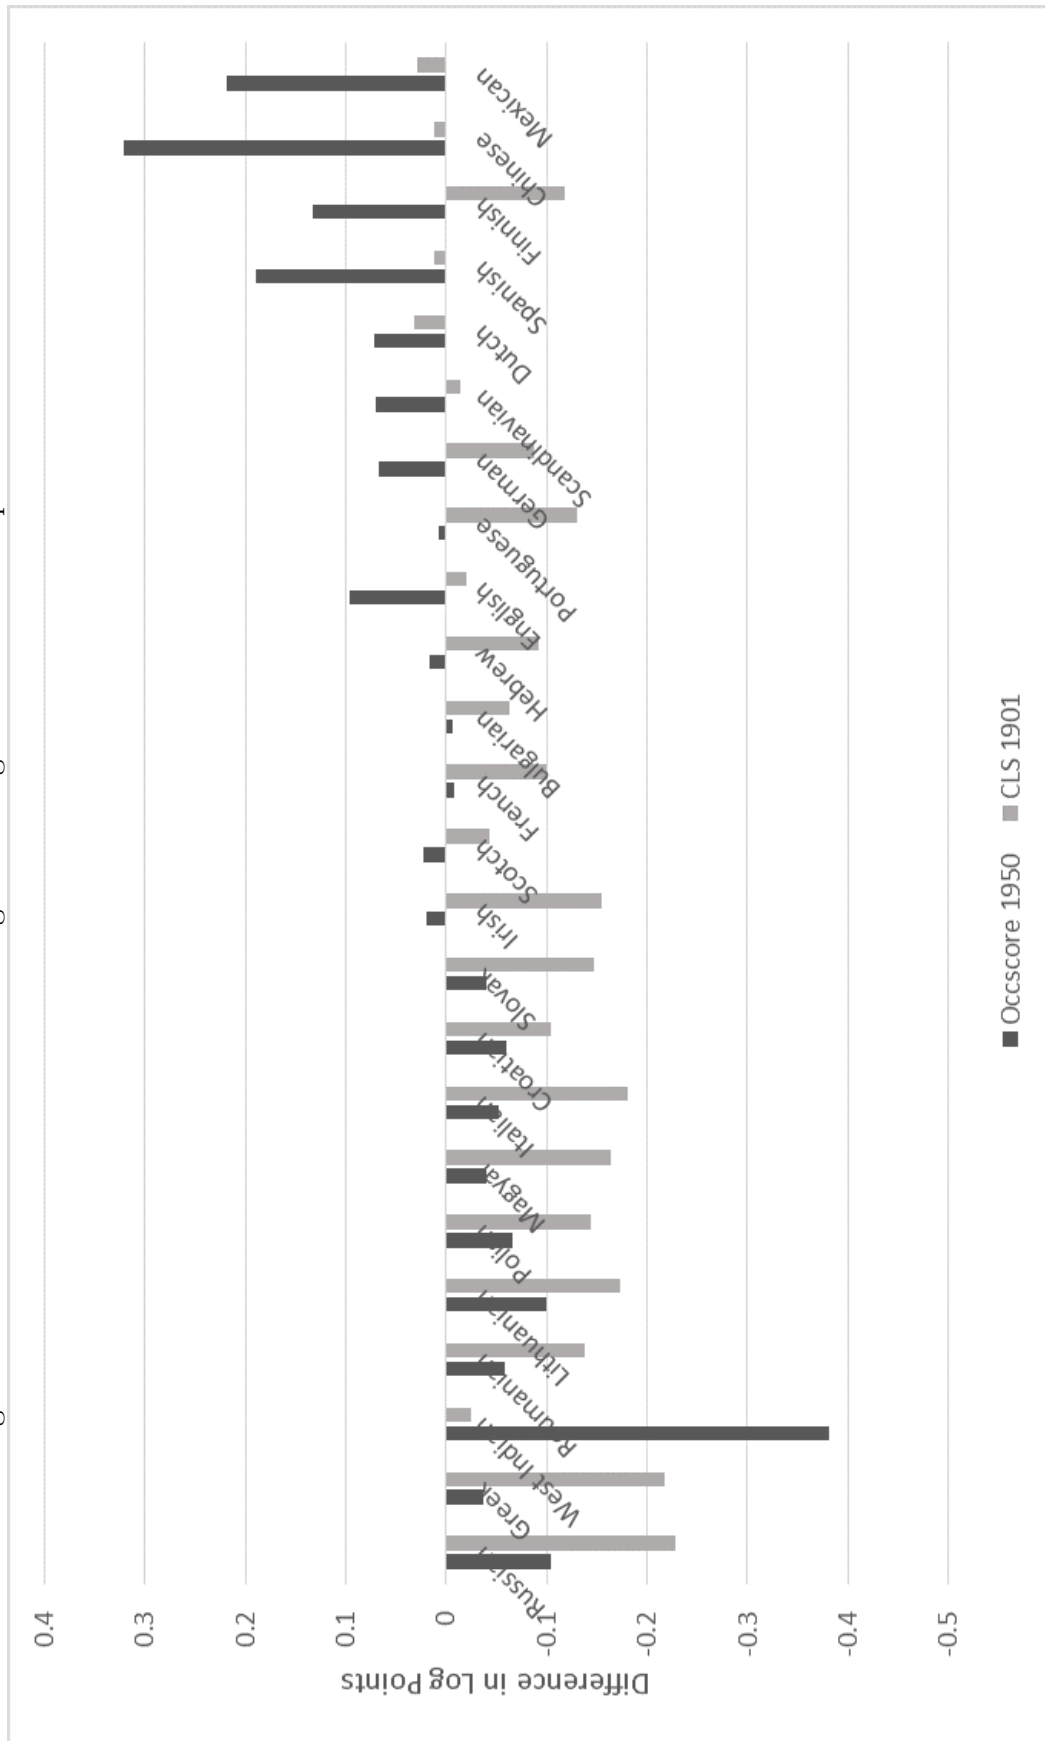 0.4
0.3
0.2
0.1
0
-0.1
-0.2
-0.3
-0.4
-0.5
Difference in Log Points
Russian
Greek
West Indian
Roumanian
Lithuanian
Polish
Magyar
Italian
Croatian
Slovak
Irish
Scotch
French
Bulgarian
Hebrew
English
Portuguese
German
Scandinavian
Dutch
Spanish
Finnish
Chinese
Mexican
Occscore 1950 CLS 1901